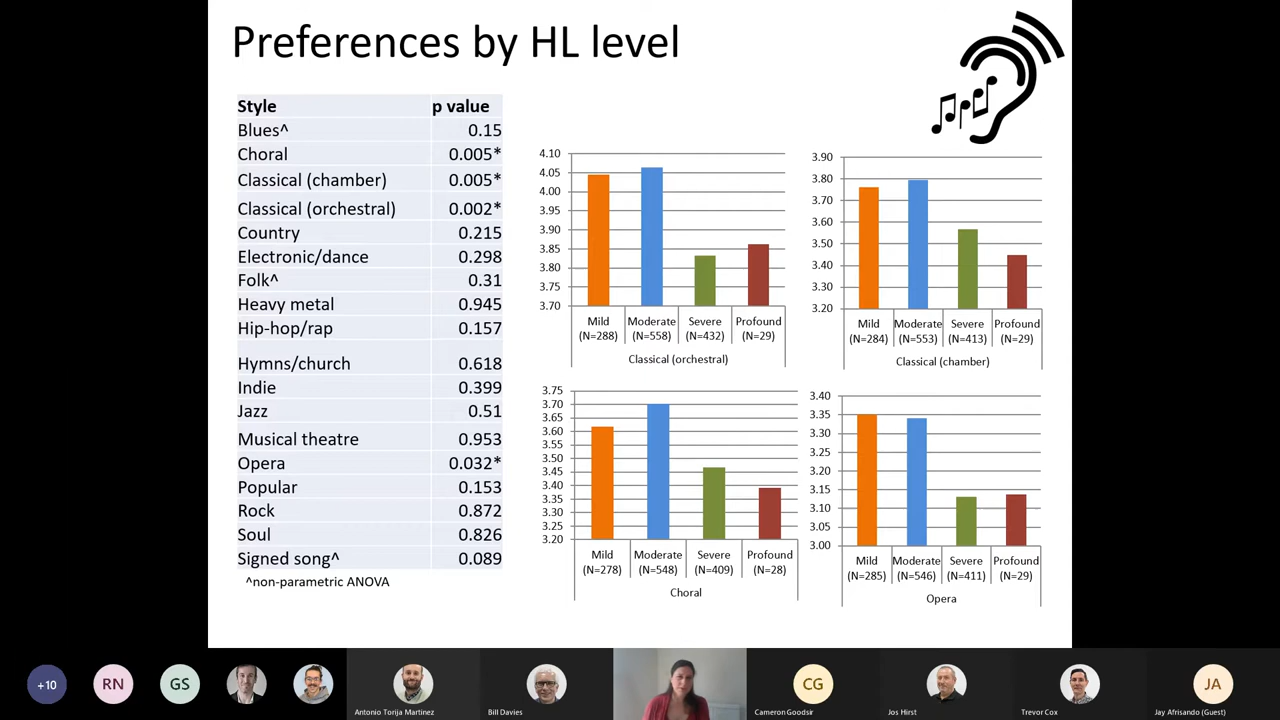 Preferences by HL level
Style p value
Blues^ 0.15
Choral 0.005*
Classical (chamber) 0.005*
Classical (orchestral) 0.002*
Country 0.215
Electronic/dance 0.298
Folk^ 0.31
Heavy metal 0.945
Hip-hop/rap 0.157
Hymns/church 0.618
Indie 0.399
Jazz 0.51
Musical theatre 0.953
Opera 0.032*
Popular 0.153
Rock 0.872
Soul 0.826
Signed song^ 0.089
^non-parametric ANOVA
4.10
4.05
4.00
3.95
3.90
3.85
3.80
3.75
3.70
Mild Moderate Severe Profound
(N=288) (N=558) (N=432) (N=29)
Classical (orchestral)
3.90
3.80
3.70
3.60
3.50
3.40
3.30
3.20
Mild Moderate Severe Profound
(N=284) (N=553) (N=413) (N=29)
Classical (chamber)
3.75
3.70
3.65
3.60
3.55
3.50
3.45
3.40
3.35
3.30
3.25
3.20
Mild Moderate Severe Profound
(N=278) (N=548) (N=409) (N=28)
Choral
3.40
3.35
3.30
3.25
3.20
3.15
3.10
3.05
3.00
Mild Moderate Severe Profound
(N=285) (N=546) (N=411) (N=29)
Opera
+10 RN GS CG JA
Antonio Torija Martinez Bill Davies Cameron Goodsir Jos Hirst Trevor Cox Jay Afrisando (Guest)